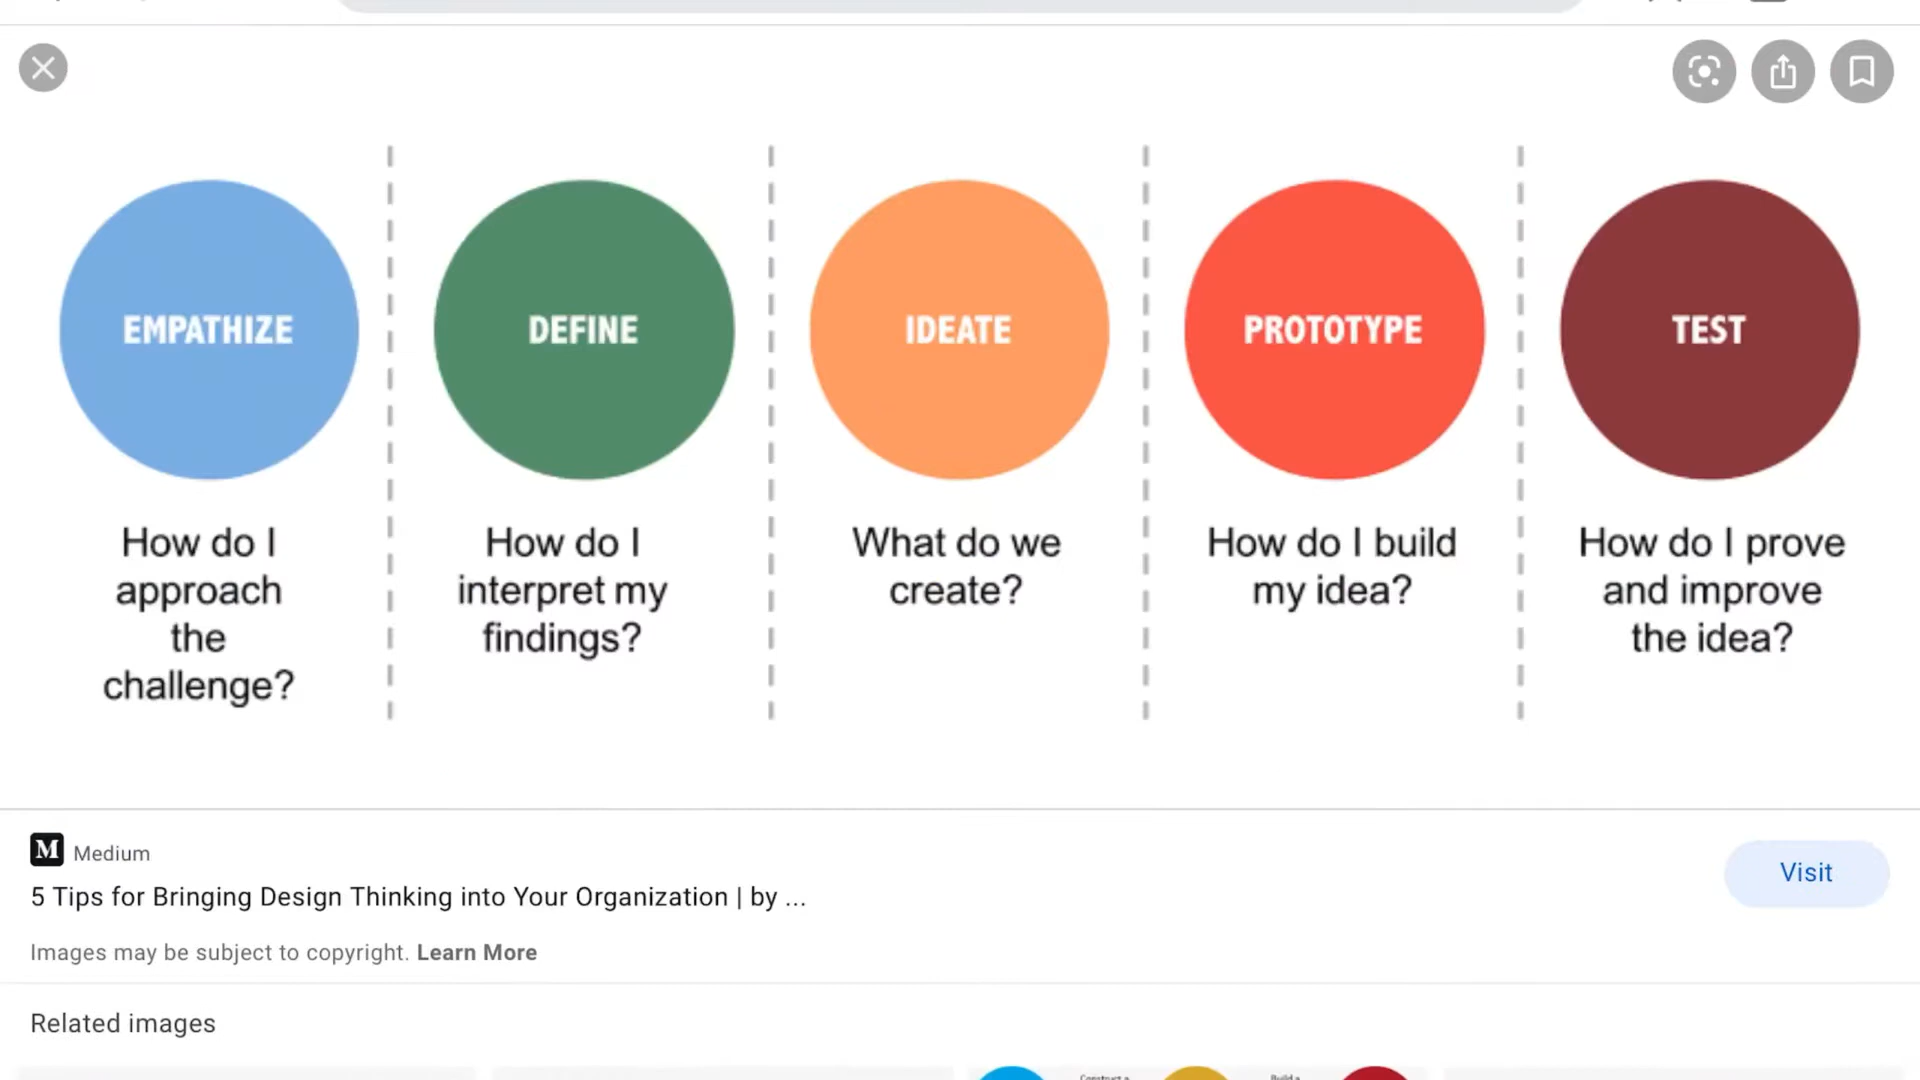 EMPATHIZE
DEFINE
IDEATE
PROTOTYPE
TEST
How do I
approach
the
challenge?
How do I
interpret my
findings?
What do we
create?
How do I build
my idea?
How do I prove
and improve
the idea?
M Medium
5 Tips for Bringing Design Thinking into Your Organization | by ...
Visit
Images may be subject to copyright. Learn More
Related images
Construct a
Build a